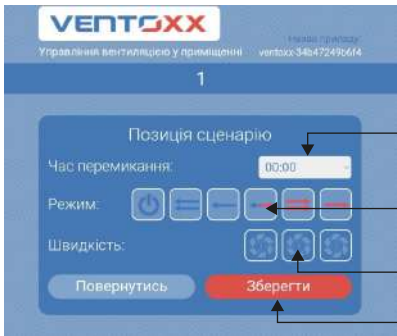 VENTOXX
Назва приладу:
Управління вентиляцією у приміщенні ventoxx-34b47249b6f4
1
Позиція сценарію
Час перемикання: 00:00
Режим:
Швидкість:
Повернутись Зберегти